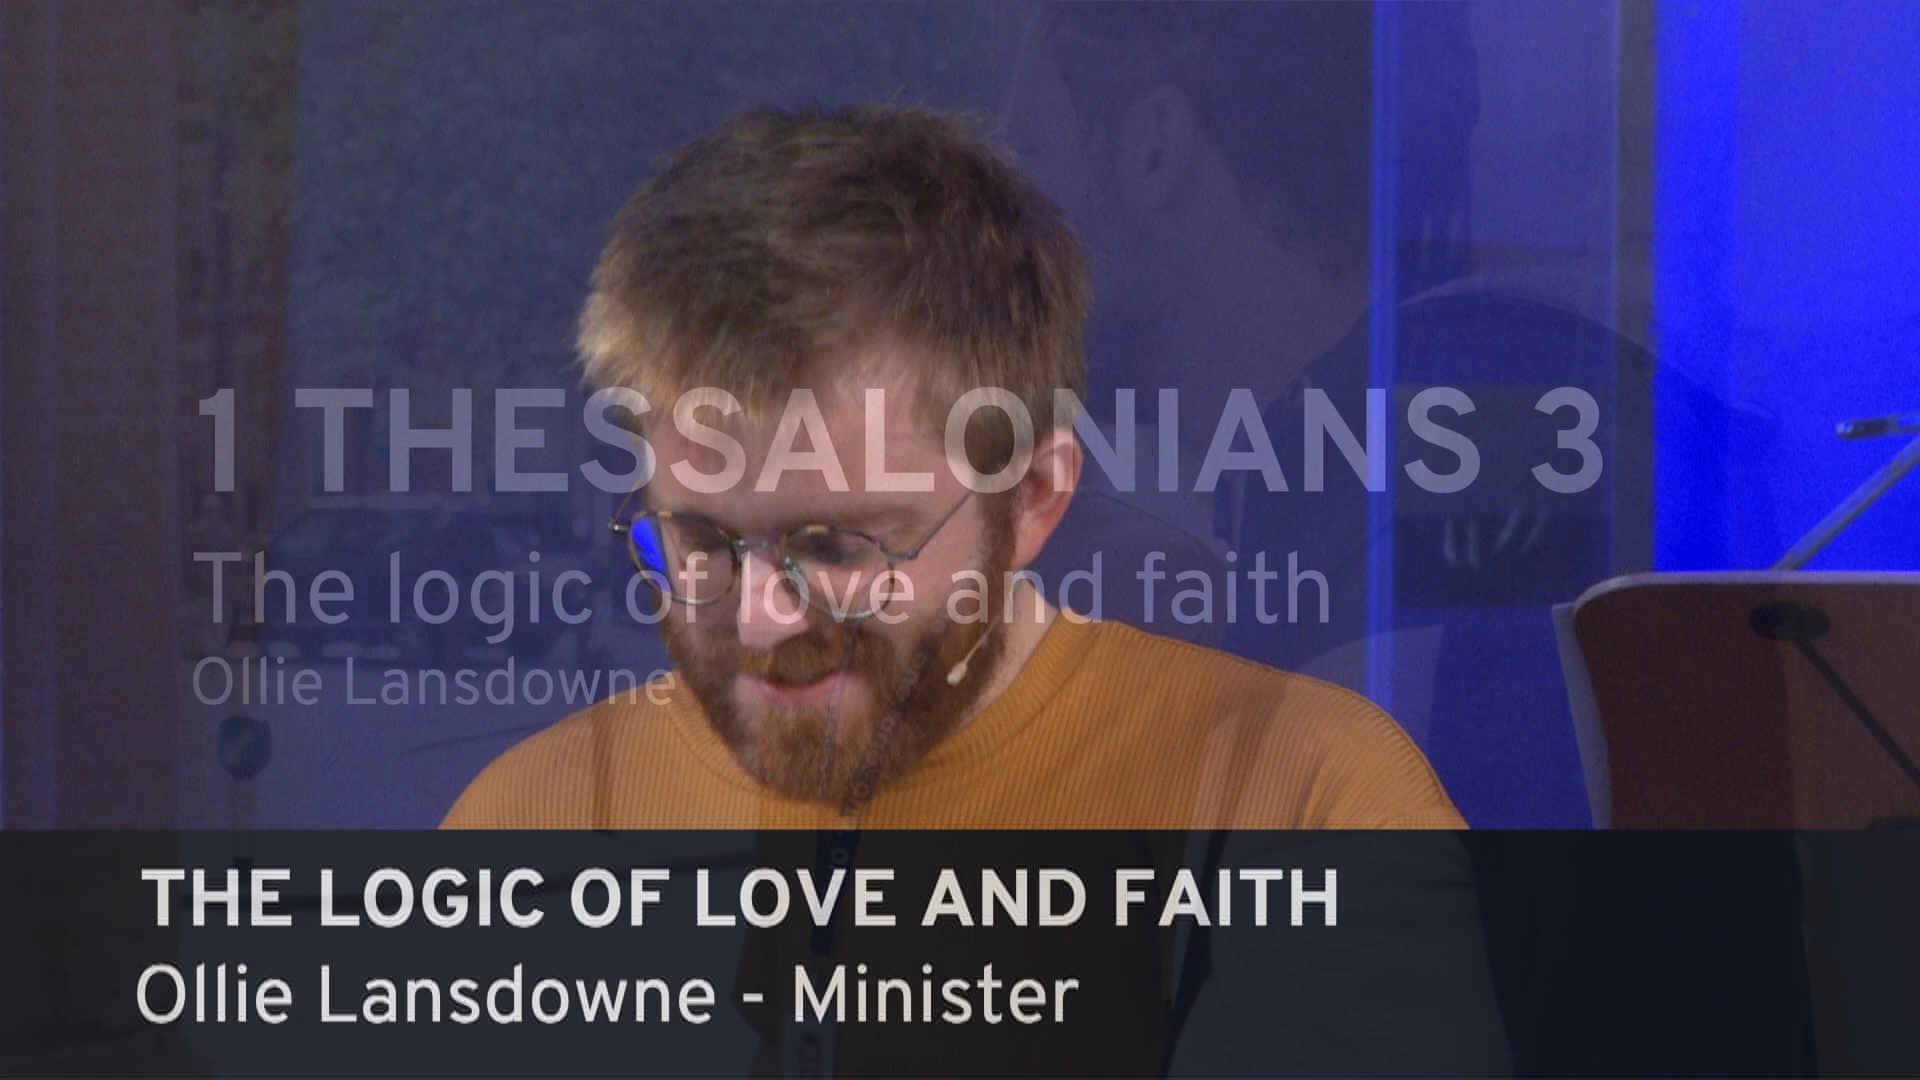 1 THESSALONIANS 3
The logic of love and faith
Ollie Lansdowne
THE LOGIC OF LOVE AND FAITH
Ollie Lansdowne - Minister